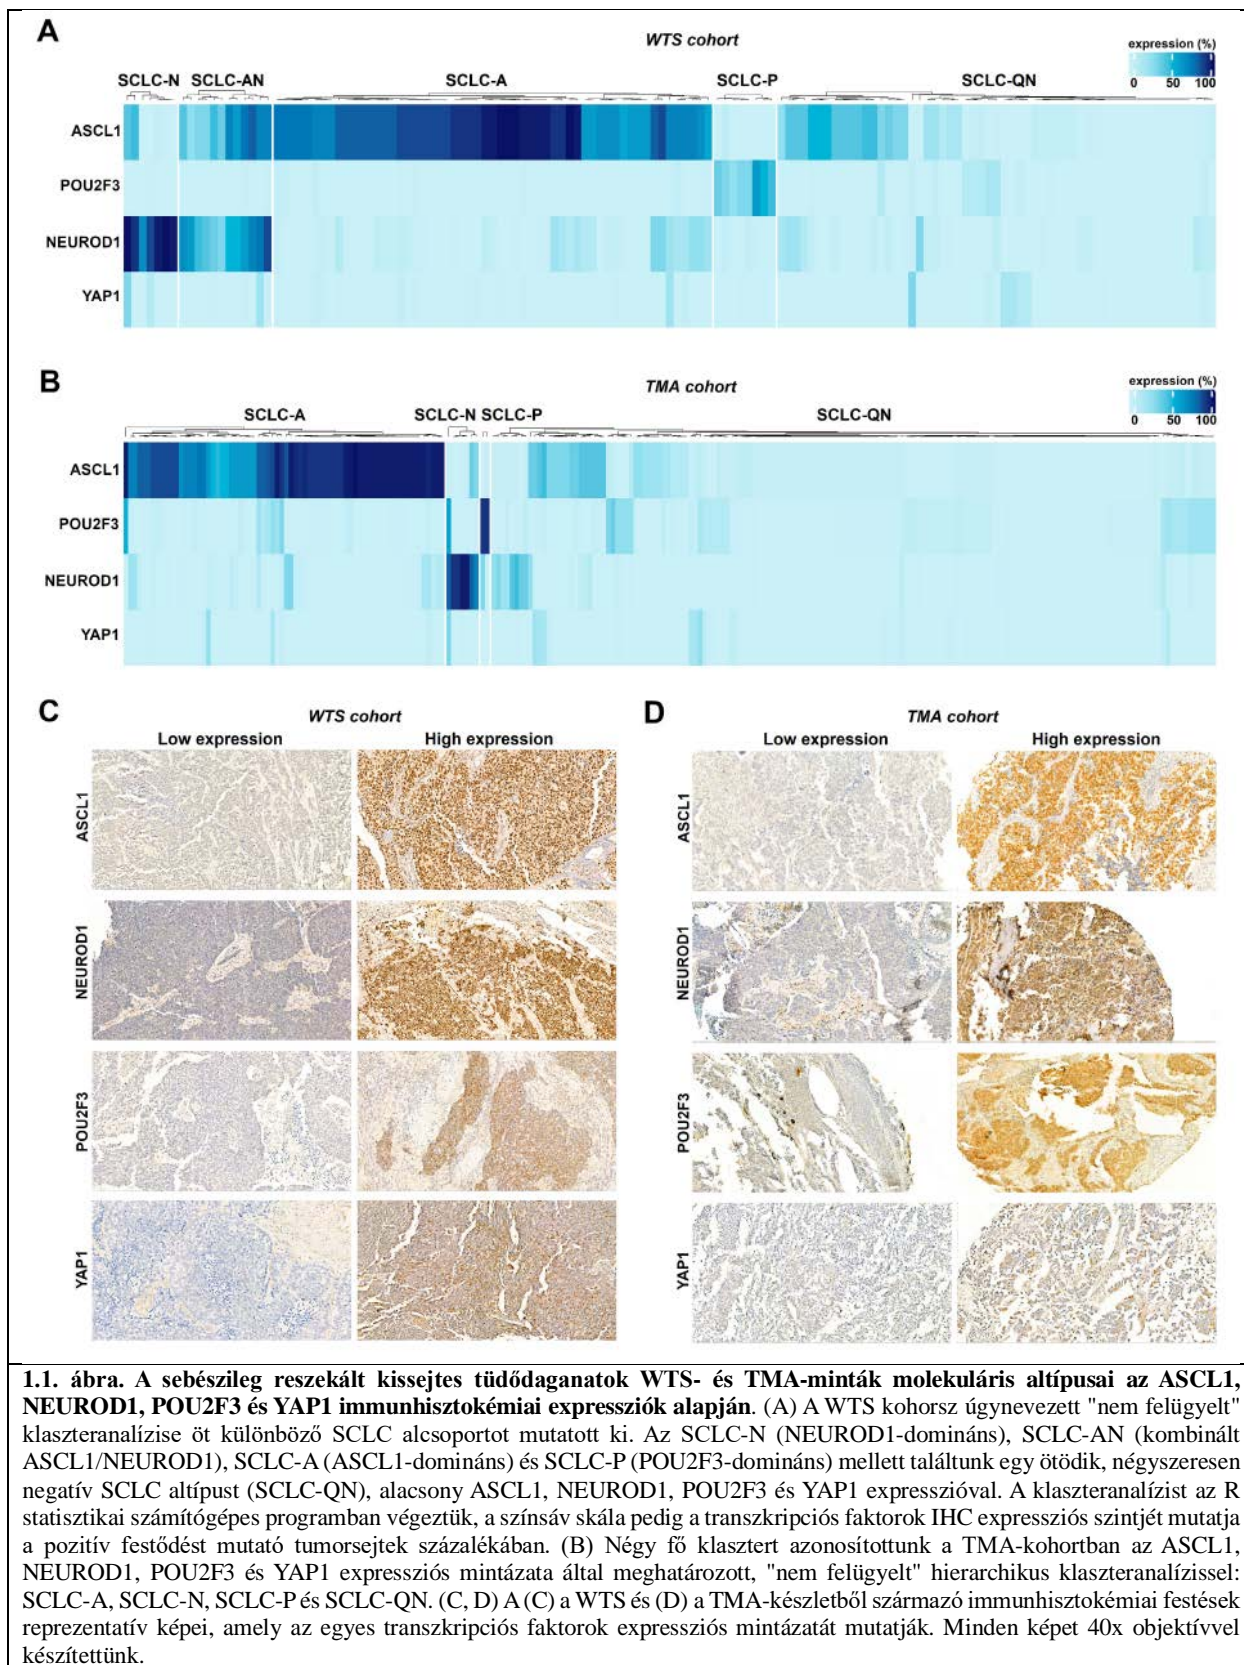 A
WTS cohort
expression (%)
0 50 100
SCLC-N SCLC-AN SCLC-A SCLC-P SCLC-QN
ASCL1
POU2F3
NEUROD1
YAP1
B
TMA cohort
expression (%)
0 50 100
SCLC-A SCLC-N SCLC-P SCLC-QN
ASCL1
POU2F3
NEUROD1
YAP1
C
WTS cohort
Low expression High expression
ASCL1
NEUROD1
POU2F3
YAP1
D
TMA cohort
Low expression High expression
ASCL1
NEUROD1
POU2F3
YAP1
1.1. ábra. A sebészileg reszekált kissejtes tüdődaganatok WTS- és TMA-minták molekuláris altípusai az ASCL1,
NEUROD1, POU2F3 és YAP1 immunhisztokémiai expressziók alapján. (A) A WTS kohorsz úgynevezett "nem felügyelt"
klaszteranalízise öt különböző SCLC alcsoportot mutatott ki. Az SCLC-N (NEUROD1-domináns), SCLC-AN (kombinált
ASCL1/NEUROD1), SCLC-A (ASCL1-domináns) és SCLC-P (POU2F3-domináns) mellett találtunk egy ötödik, négyszeresen
negatív SCLC altípust (SCLC-QN), alacsony ASCL1, NEUROD1, POU2F3 és YAP1 expresszióval. A klaszteranalízist az R
statisztikai számítógépes programban végeztük, a színsáv skála pedig a transzkripciós faktorok IHC expressziós szintjét mutatja
a pozitív festődést mutató tumorsejtek százalékában. (B) Négy fő klasztert azonosítottunk a TMA-kohortban az ASCL1,
NEUROD1, POU2F3 és YAP1 expressziós mintázata által meghatározott, "nem felügyelt" hierarchikus klaszteranalízissel:
SCLC-A, SCLC-N, SCLC-P és SCLC-QN. (C, D) A (C) a WTS és (D) a TMA-készletből származó immunhisztokémiai festések
reprezentatív képei, amely az egyes transzkripciós faktorok expressziós mintázatát mutatják. Minden képet 40x objektívvel
készítettünk.